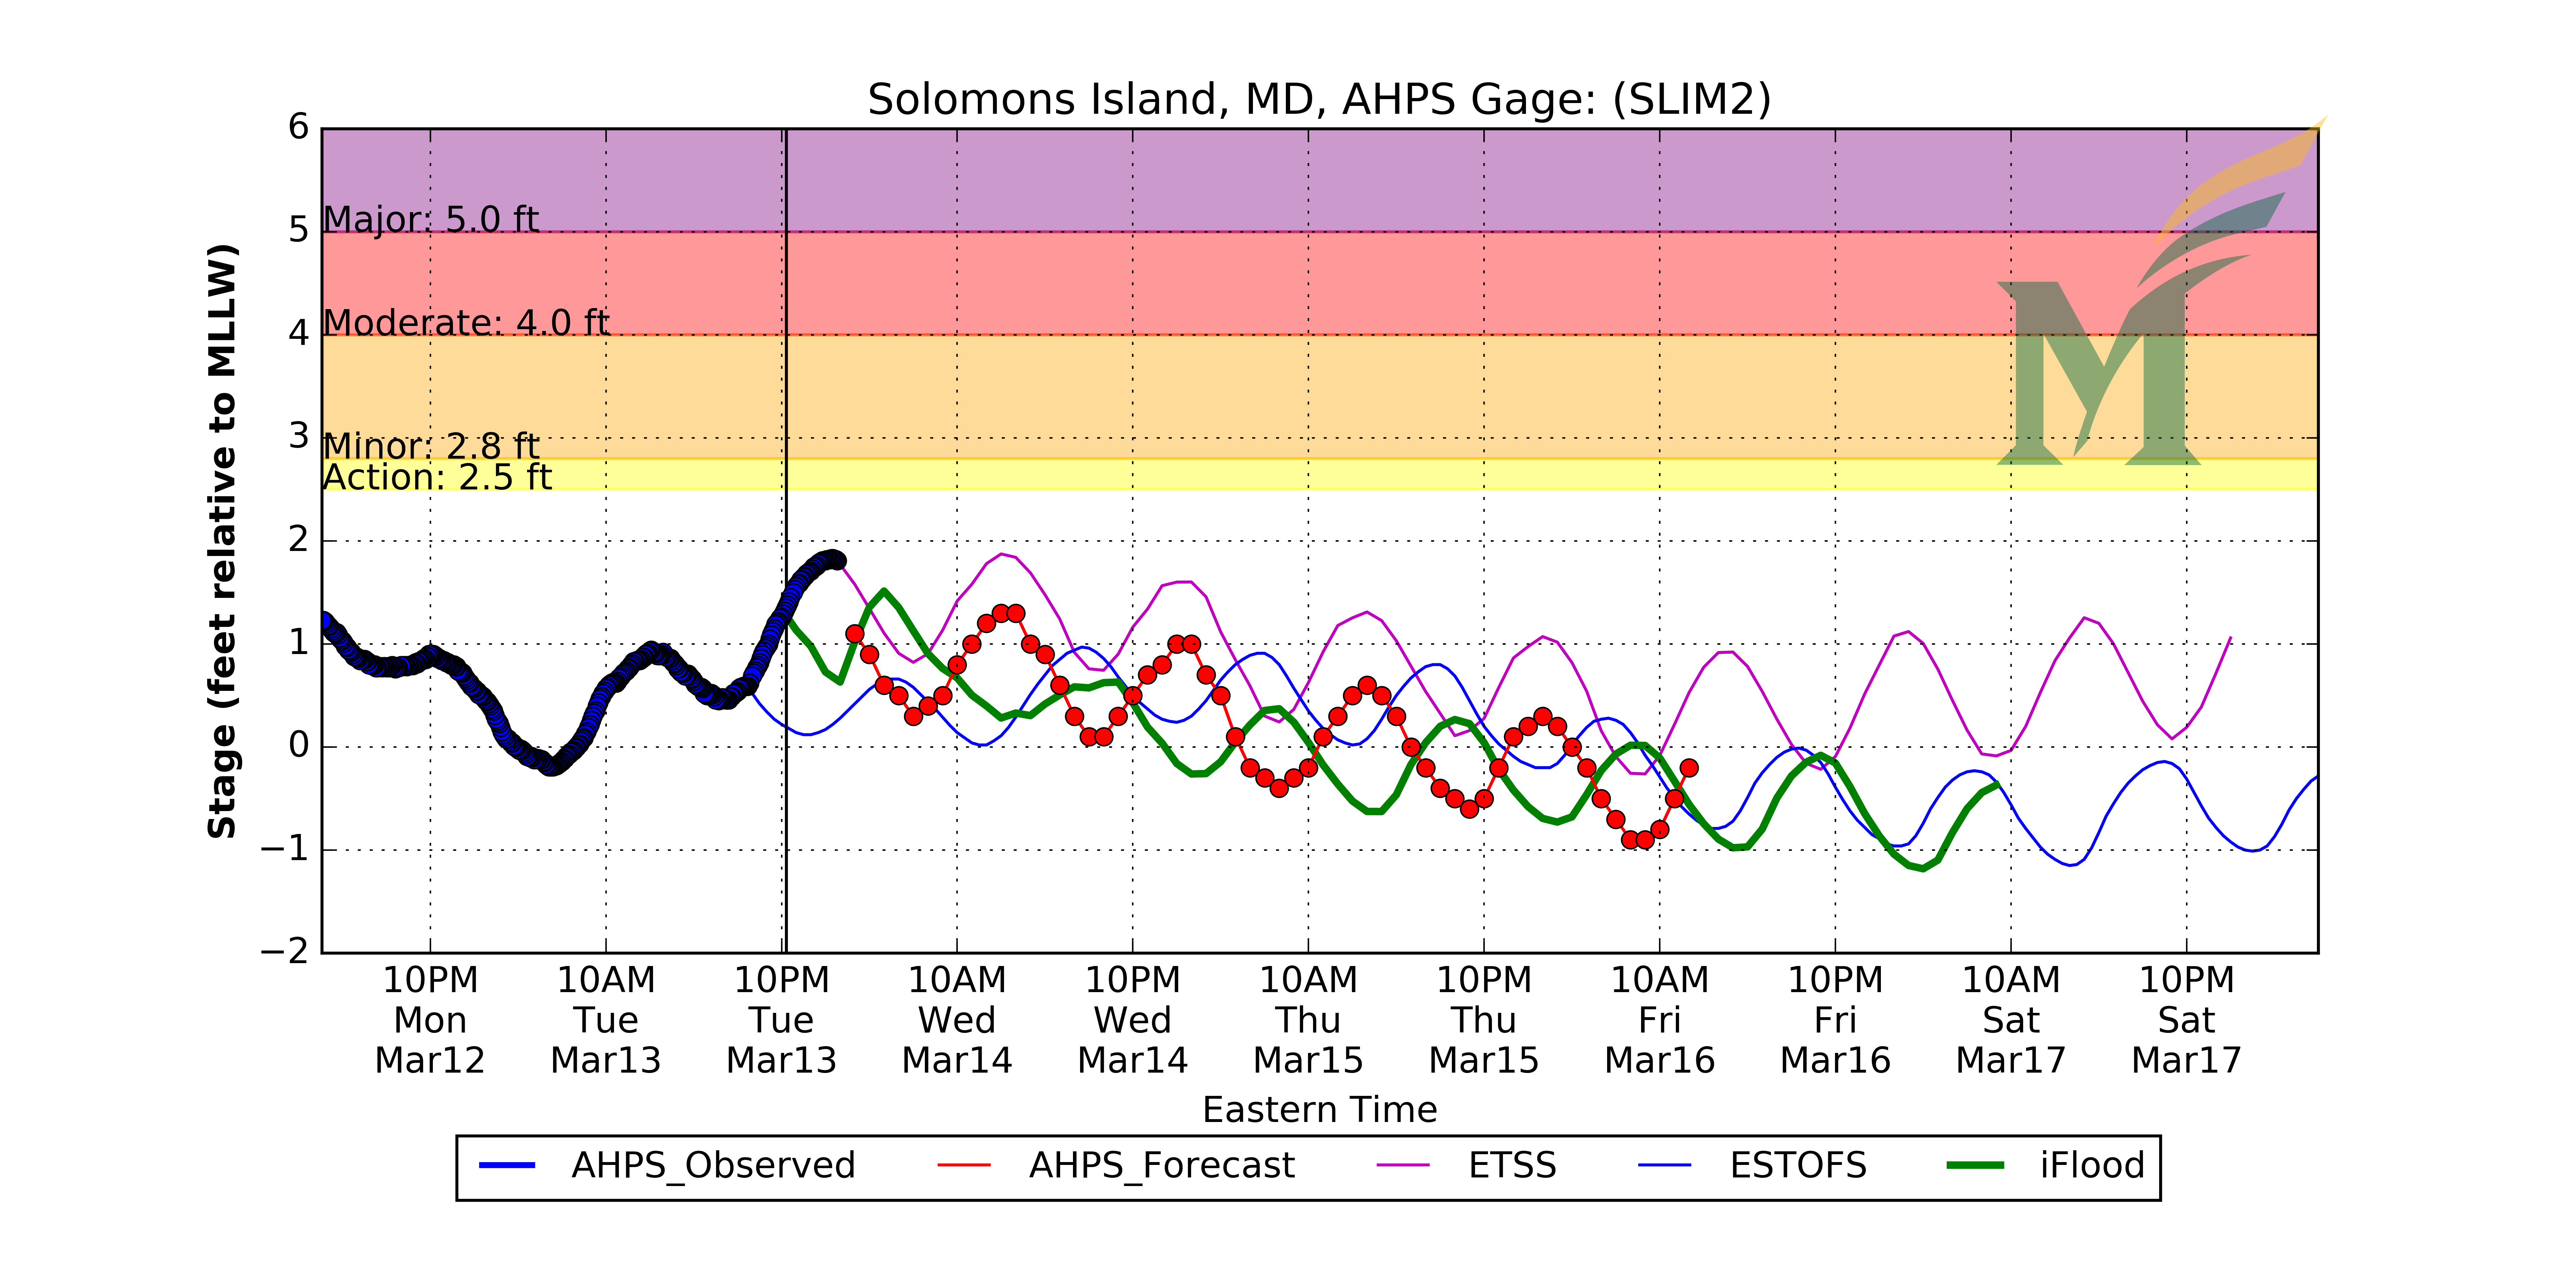 Solomons Island, MD, AHPS Gage: (SLIM2)
Stage (feet relative to MLLW)
6
5
4
3
2
1
0
−1
−2
Major: 5.0 ft
Moderate: 4.0 ft
Minor: 2.8 ft
Action: 2.5 ft
M
10PM 10AM 10PM 10AM 10PM 10AM 10PM 10AM 10PM 10AM 10PM
Mon Tue Tue Wed Wed Thu Thu Fri Fri Sat Sat
Mar12 Mar13 Mar13 Mar14 Mar14 Mar15 Mar15 Mar16 Mar16 Mar17 Mar17
Eastern Time
AHPS_Observed AHPS_Forecast ETSS ESTOFS iFlood